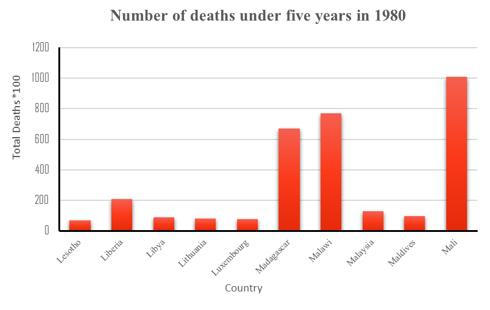 Number of deaths under five years in 1980
Total Deaths*100
1200
1000
800
600
400
200
0
Lesotho
Liberia
Libya
Lithuania
Luxembourg
Madagascar
Malawi
Malaysia
Maldives
Mali
Country